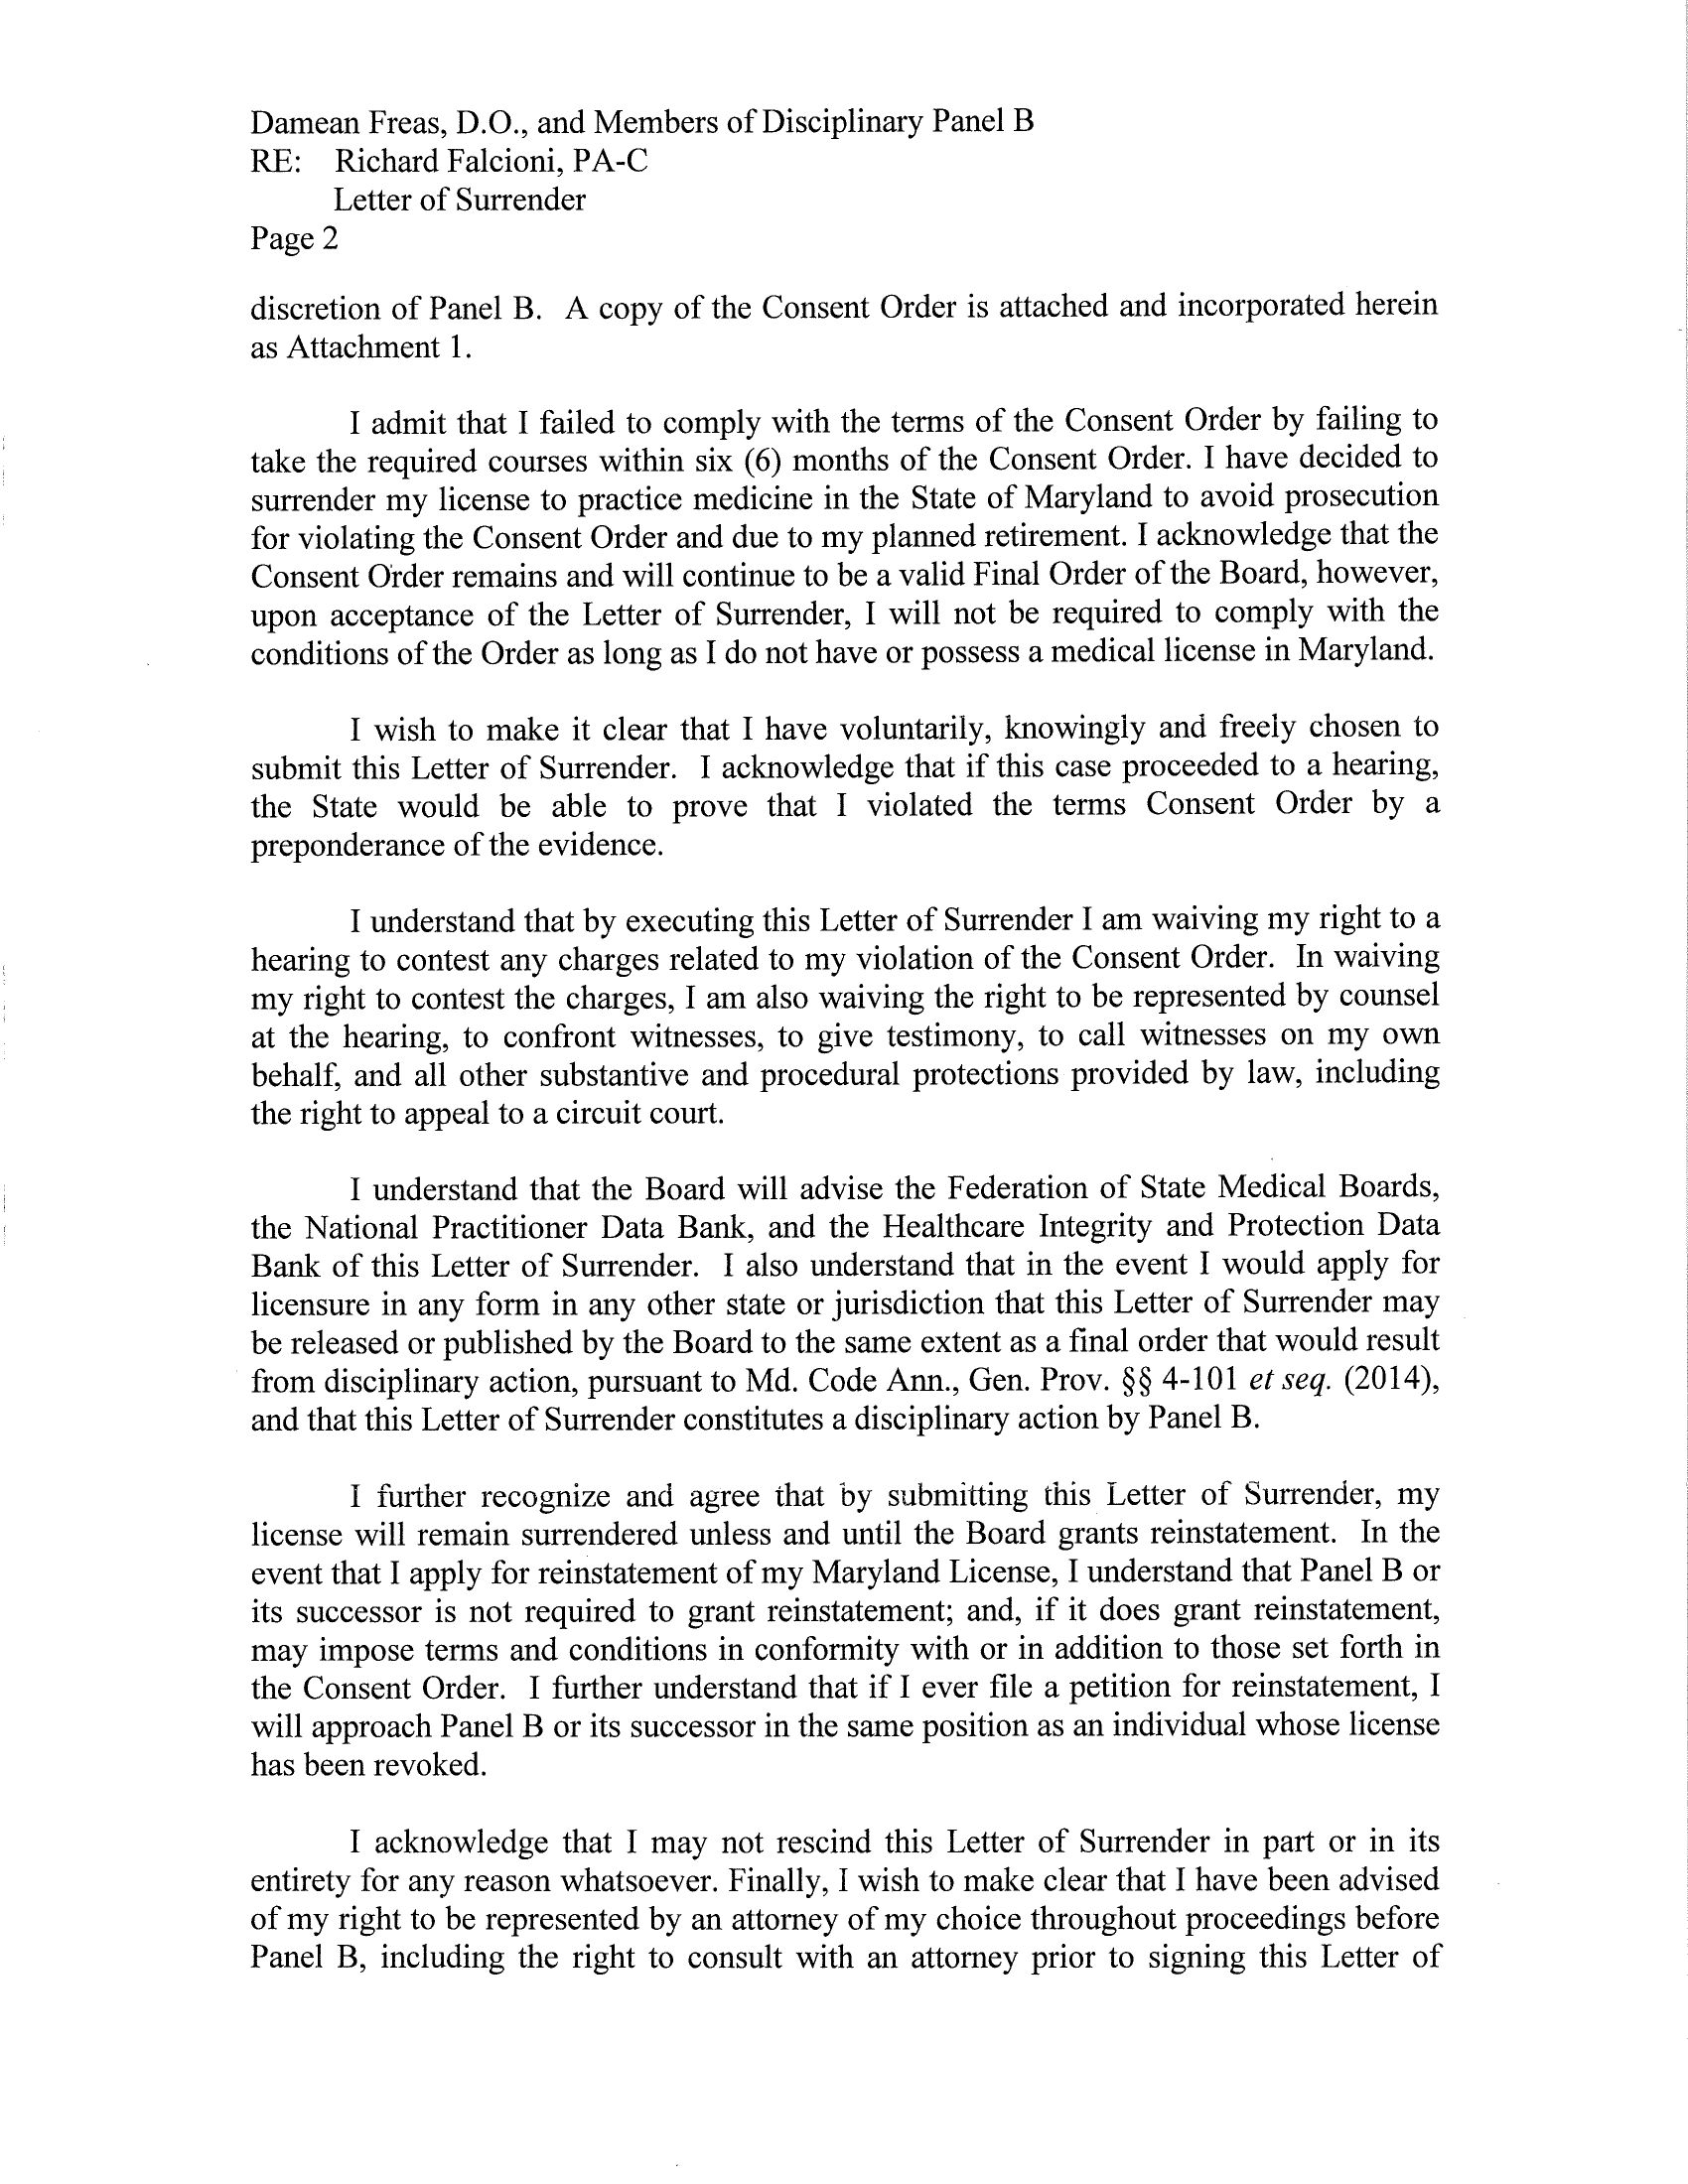 Damean Freas, D.O., and Members of Disciplinary Panel B
RE: Richard Falcioni, PA-C
Letter of Surrender
Page 2
discretion of Panel B. A copy of the Consent Order is attached and incorporated herein
as Attachment 1.
I admit that I failed to comply with the terms of the Consent Order by failing to
take the required courses within six (6) months of the Consent Order. I have decided to
surrender my license to practice medicine in the State of Maryland to avoid prosecution
for violating the Consent Order and due to my planned retirement. I acknowledge that the
Consent Order remains and will continue to be a valid Final Order of the Board, however,
upon acceptance of the Letter of Surrender, I will not be required to comply with the
conditions of the Order as long as I do not have or possess a medical license in Maryland.
I wish to make it clear that I have voluntarily, knowingly and freely chosen to
submit this Letter of Surrender. I acknowledge that if this case proceeded to a hearing,
the State would be able to prove that I violated the terms Consent Order by a
preponderance of the evidence.
I understand that by executing this Letter of Surrender I am waiving my right to a
hearing to contest any charges related to my violation of the Consent Order. In waiving
my right to contest the charges, I am also waiving the right to be represented by counsel
at the hearing, to confront witnesses, to give testimony, to call witnesses on my own
behalf, and all other substantive and procedural protections provided by law, including
the right to appeal to a circuit court.
I understand that the Board will advise the Federation of State Medical Boards,
the National Practitioner Data Bank, and the Healthcare Integrity and Protection Data
Bank of this Letter of Surrender. I also understand that in the event I would apply for
licensure in any form in any other state or jurisdiction that this Letter of Surrender may
be released or published by the Board to the same extent as a final order that would result
from disciplinary action, pursuant to Md. Code Ann., Gen. Prov. §§ 4-101 et seq. (2014),
and that this Letter of Surrender constitutes a disciplinary action by Panel B.
I further recognize and agree that by submitting this Letter of Surrender, my
license will remain surrendered unless and until the Board grants reinstatement. In the
event that I apply for reinstatement of my Maryland License, I understand that Panel B or
its successor is not required to grant reinstatement; and, if it does grant reinstatement,
may impose terms and conditions in conformity with or in addition to those set forth in
the Consent Order. I further understand that if I ever file a petition for reinstatement, I
will approach Panel B or its successor in the same position as an individual whose license
has been revoked.
I acknowledge that I may not rescind this Letter of Surrender in part or in its
entirety for any reason whatsoever. Finally, I wish to make clear that I have been advised
of my right to be represented by an attorney of my choice throughout proceedings before
Panel B, including the right to consult with an attorney prior to signing this Letter of